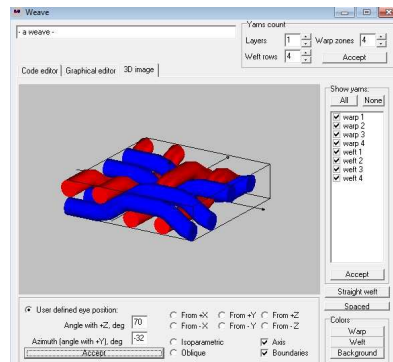 Weave
- a weave -
Yarns count
Layers 1 Warp zones 4
Weft rows 4 Accept
Code editor Graphical editor 3D image
Show yarns:
All None
warp 1
warp 2
warp 3
warp 4
weft 1
weft 2
weft 3
weft 4
Accept
Straight weft
Spaced
Colors
Warp
Weft
Background
User defined eye position:
Angle with +Z, deg 70
Azimuth (angle with +Y), deg -32
Accept
From +X From +Y From +Z
From - X From - Y From - Z
Isoparametric Axis
Oblique Boundaries